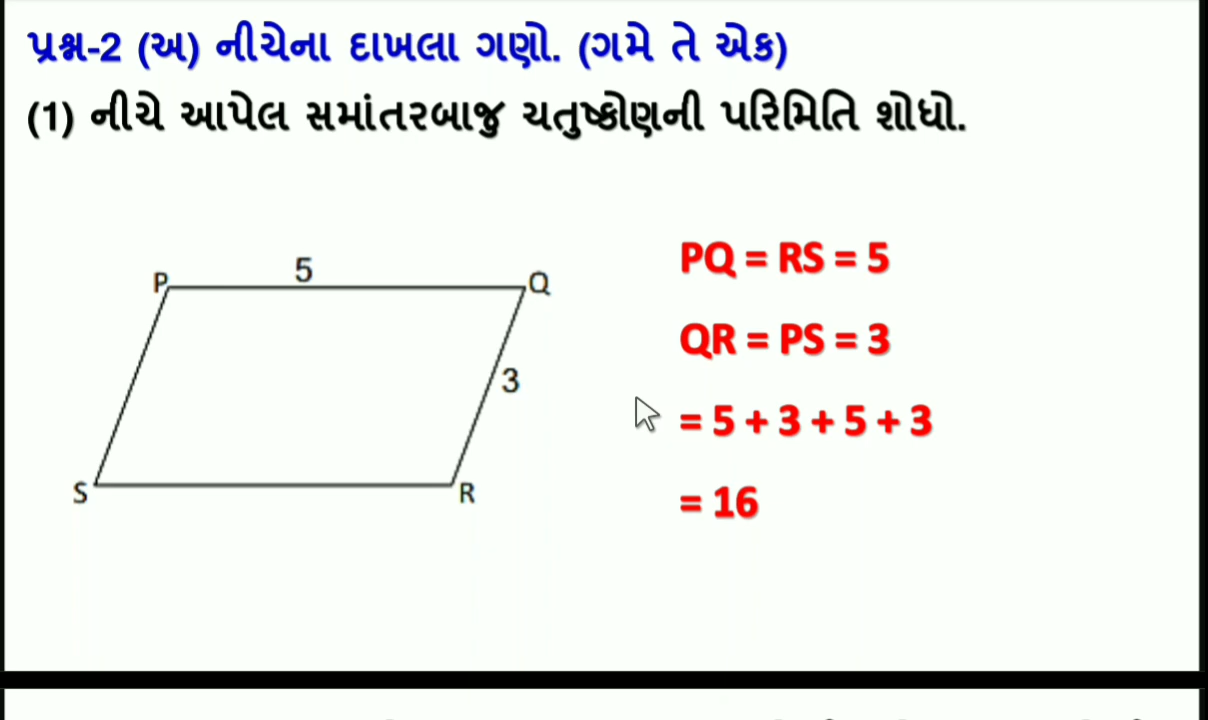 પ્રશ્ન-2 (અ) નીચેના દાખલા ગણો. (ગમે તે એક)
(1) નીચે આપેલ સમાંતરબાજુ ચતુષ્કોણની પરિમિતિ શોધો.
P 5 Q
3
S R
PQ = RS = 5
QR = PS = 3
= 5 + 3 + 5 + 3
= 16